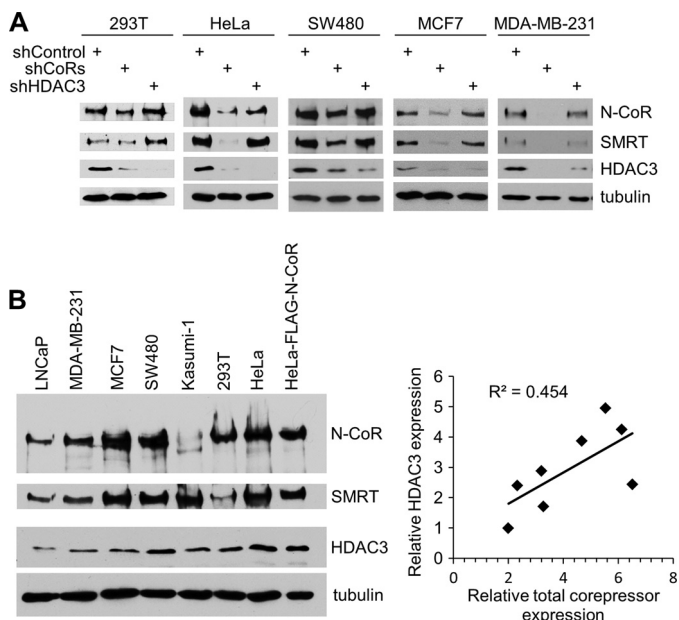 A
293T HeLa SW480 MCF7 MDA-MB-231
shControl + + + + +
shCoRs + + + + +
shHDAC3 + + + + +
N-CoR
SMRT
HDAC3
tubulin
B
LNCaP
MDA-MB-231
MCF7
SW480
Kasumi-1
293T
HeLa
HeLa-FLAG-N-CoR
N-CoR
SMRT
HDAC3
tubulin
R² = 0.454
Relative HDAC3 expression
6
5
4
3
2
1
0
0 2 4 6 8
Relative total corepressor
expression